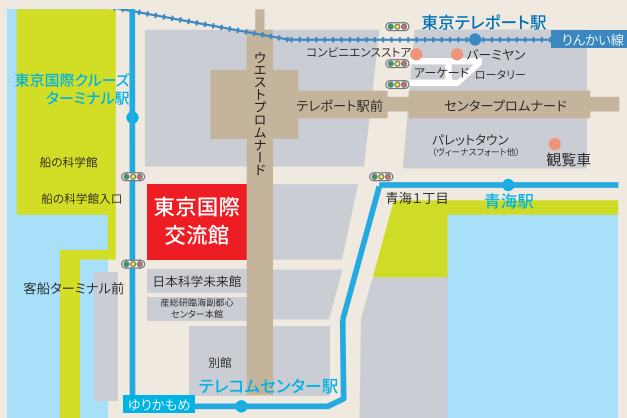 東京テレポート駅
りんかい線
コンビニエンスストア
バーミヤン
アーケード
ロータリー
東京国際クルーズ
ターミナル駅
ウエストプロムナード
テレポート駅前
センタープロムナード
パレットタウン
(ヴィーナスフォート他)
観覧車
船の科学館
船の科学館入口
青海1丁目
青海駅
東京国際
交流館
日本科学未来館
客船ターミナル前
産総研臨海副都心
センター本館
別館
テレコムセンター駅
ゆりかもめ